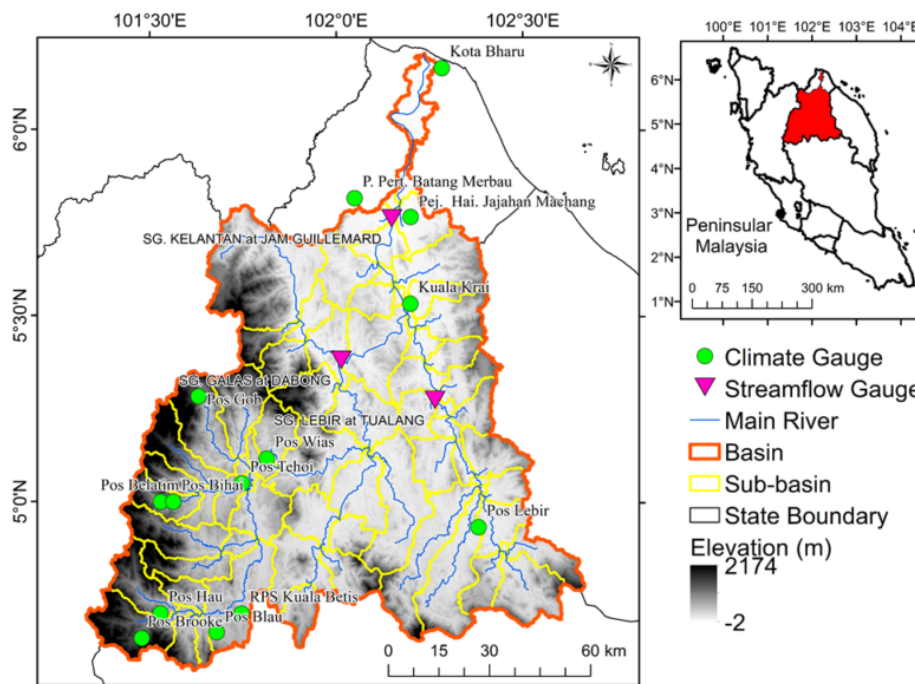 101°30'E 102°0'E 102°30'E
Kota Bharu
6°0'N
P. Pert. Batang Merbau
Pej. Hai. Jajahan Machang
SG. KELANTAN at JAM.GUILLEMARD
Kuala Krai
5°30'N
SG. GALAS at DABONG
Pos Gob
SG. LEBIR at TUALANG
Pos Wias
Pos Tehoi
Pos Belatim Pos Bihai
5°0'N
Pos Lebir
Pos Hau
RPS Kuala Betis
Pos Brooke
Pos Blau
0 15 30 60 km
100°E 101°E 102°E 103°E 104°E
6°N
5°N
4°N
3°N
2°N
1°N
Peninsular
Malaysia
0 75 150 300 km
Climate Gauge
Streamflow Gauge
Main River
Basin
Sub-basin
State Boundary
Elevation (m)
2174
-2